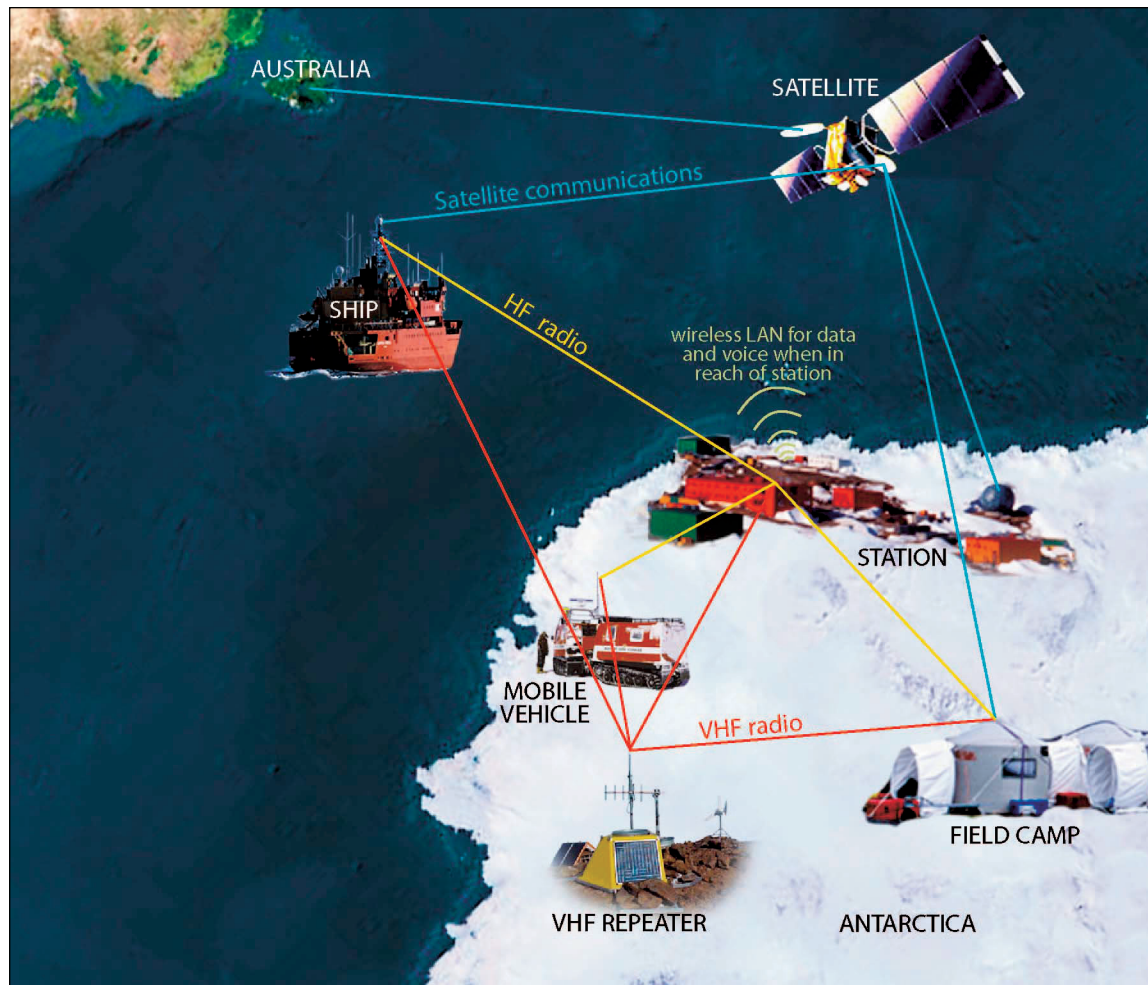 AUSTRALIA
SATELLITE
Satellite communications
SHIP
HF radio
wireless LAN for data
and voice when in
reach of station
STATION
MOBILE
VEHICLE
VHF radio
FIELD CAMP
VHF REPEATER
ANTARCTICA